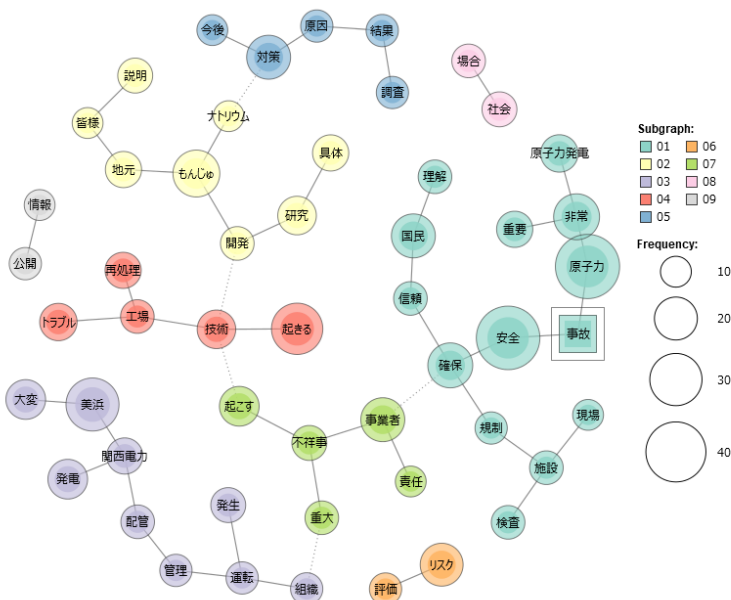 今後
原因
結果
対策
調査
場合
社会
説明
皆様
ナトリウム
地元
もんじゅ
具体
研究
開発
理解
国民
信頼
原子力発電
重要
非常
原子力
安全
事故
確保
規制
現場
施設
検査
情報
公開
再処理
トラブル
工場
技術
起きる
大変
美浜
関西電力
発電
配管
管理
発生
運転
組織
起こす
不祥事
事業者
責任
重大
評価
リスク
Subgraph:
01
06
02
07
03
08
04
09
05
Frequency:
10
20
30
40